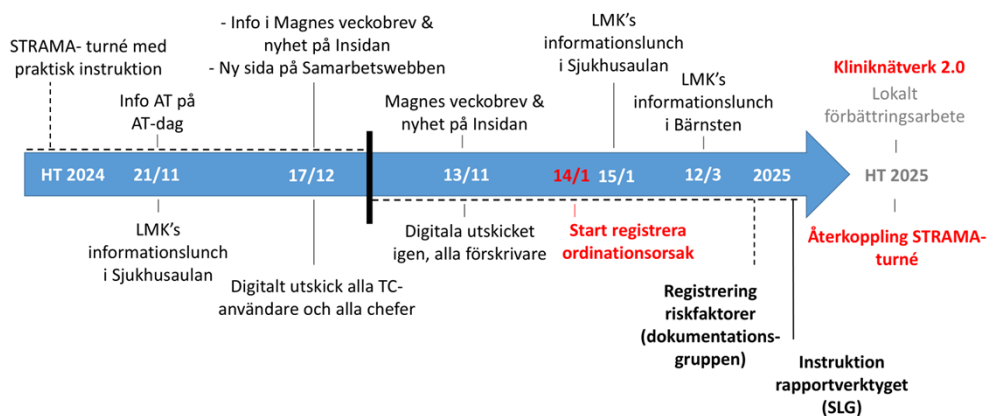 STRAMA- turné med
praktisk instruktion
Info AT på
AT-dag
- Info i Magnes veckobrev &
nyhet på Insidan
- Ny sida på Samarbetswebben
Magnes veckobrev &
nyhet på Insidan
LMK's
informationslunch
i Sjukhusaulan
LMK's
informationslunch
i Bärnsten
Kliniknätverk 2.0
Lokalt
förbättringsarbete
HT 2024
21/11
17/12
13/11
14/1
15/1
12/3
2025
HT 2025
LMK's
informationslunch
i Sjukhusaulan
Digitalt utskick alla TC-
användare och alla chefer
Digitala utskicket
igen, alla förskrivare
Start registrera
ordinationsorsak
Registrering
riskfaktorer
(dokumentations-
gruppen)
Instruktion
rapportverktyget
(SLG)
Återkoppling STRAMA-
turné